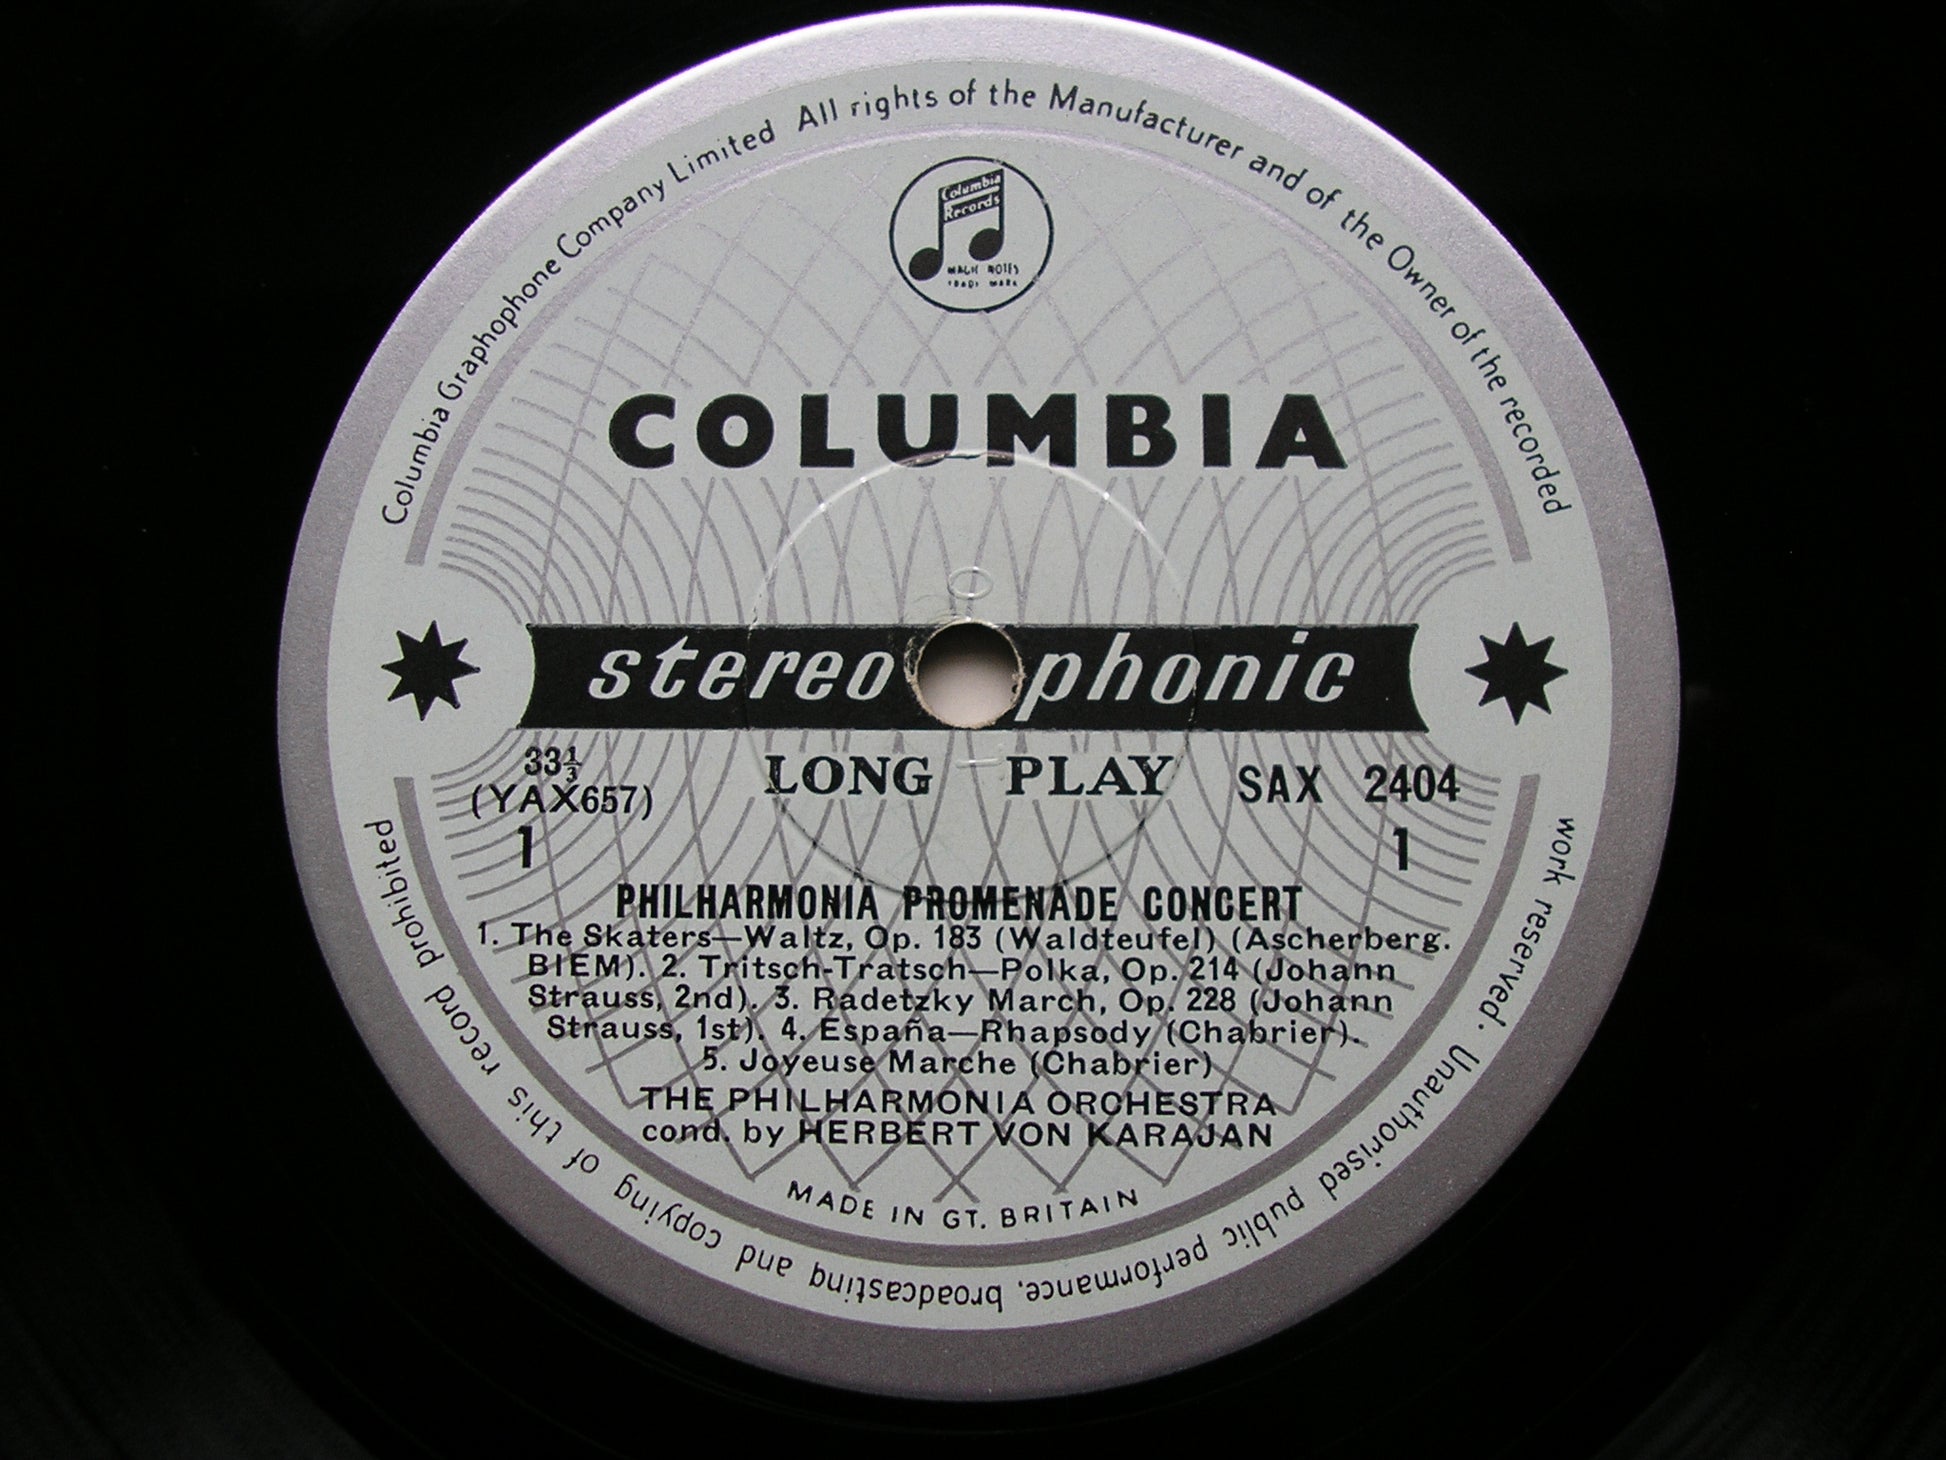 Columbia Graphophone Company Limited All rights of the Manufacturer and of the Owner of the recorded
work reserved. Unauthorised public performance, broadcasting and copying of this record prohibited
Columbia
Records
MAGIC NOTES
TRADE MARK
COLUMBIA
stereophonic
33⅓
(YAX657)
1
LONG PLAY
SAX 2404
1
PHILHARMONIA PROMENADE CONCERT
1. The Skaters—Waltz, Op. 183 (Waldteufel) (Ascherberg.
BIEM). 2. Tritsch-Tratsch—Polka, Op. 214 (Johann
Strauss, 2nd). 3. Radetzky March, Op. 228 (Johann
Strauss, 1st). 4. España—Rhapsody (Chabrier).
5. Joyeuse Marche (Chabrier)
THE PHILHARMONIA ORCHESTRA
cond. by HERBERT VON KARAJAN
MADE IN GT. BRITAIN